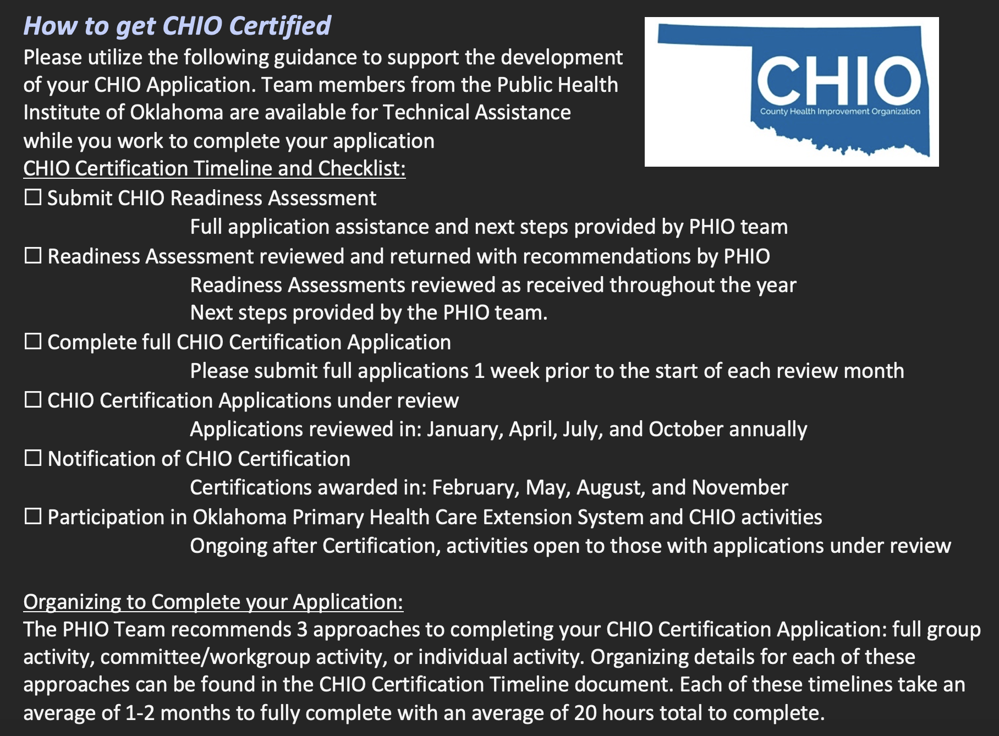 How to get CHIO Certified
Please utilize the following guidance to support the development
of your CHIO Application. Team members from the Public Health
Institute of Oklahoma are available for Technical Assistance
while you work to complete your application
CHIO
County Health Improvement Organization
CHIO Certification Timeline and Checklist:
☐ Submit CHIO Readiness Assessment
Full application assistance and next steps provided by PHIO team
☐ Readiness Assessment reviewed and returned with recommendations by PHIO
Readiness Assessments reviewed as received throughout the year
Next steps provided by the PHIO team.
☐ Complete full CHIO Certification Application
Please submit full applications 1 week prior to the start of each review month
☐ CHIO Certification Applications under review
Applications reviewed in: January, April, July, and October annually
☐ Notification of CHIO Certification
Certifications awarded in: February, May, August, and November
☐ Participation in Oklahoma Primary Health Care Extension System and CHIO activities
Ongoing after Certification, activities open to those with applications under review
Organizing to Complete your Application:
The PHIO Team recommends 3 approaches to completing your CHIO Certification Application: full group
activity, committee/workgroup activity, or individual activity. Organizing details for each of these
approaches can be found in the CHIO Certification Timeline document. Each of these timelines take an
average of 1-2 months to fully complete with an average of 20 hours total to complete.